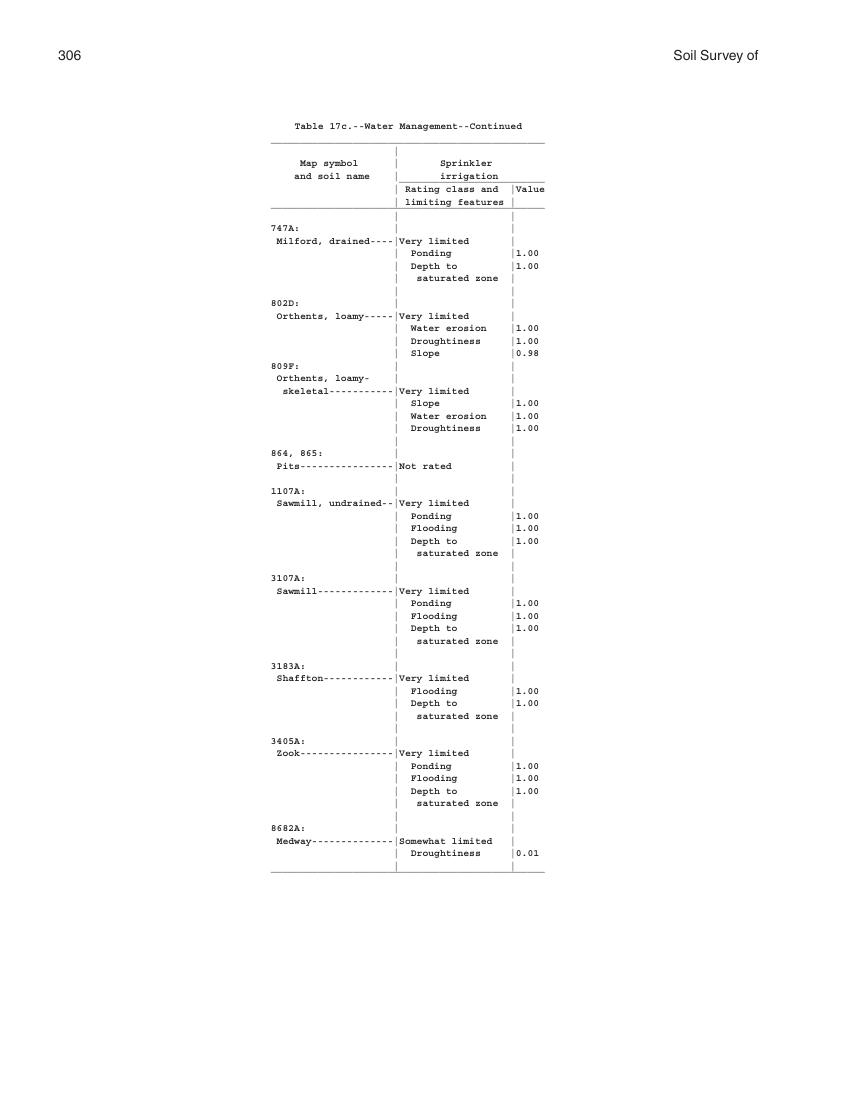 306
Soil Survey of
Table 17c.--Water Management--Continued
Map symbol | Sprinkler
and soil name | irrigation
| Rating class and |Value
| limiting features |
747A:
Milford, drained----|Very limited
Ponding |1.00
Depth to |1.00
saturated zone
802D:
Orthents, loamy-----|Very limited
Water erosion |1.00
Droughtiness |1.00
Slope |0.98
809F:
Orthents, loamy-
skeletal-----------|Very limited
Slope |1.00
Water erosion |1.00
Droughtiness |1.00
864, 865:
Pits----------------|Not rated
1107A:
Sawmill, undrained--|Very limited
Ponding |1.00
Flooding |1.00
Depth to |1.00
saturated zone
3107A:
Sawmill-------------|Very limited
Ponding |1.00
Flooding |1.00
Depth to |1.00
saturated zone
3183A:
Shaffton------------|Very limited
Flooding |1.00
Depth to |1.00
saturated zone
3405A:
Zook----------------|Very limited
Ponding |1.00
Flooding |1.00
Depth to |1.00
saturated zone
8682A:
Medway--------------|Somewhat limited
Droughtiness |0.01